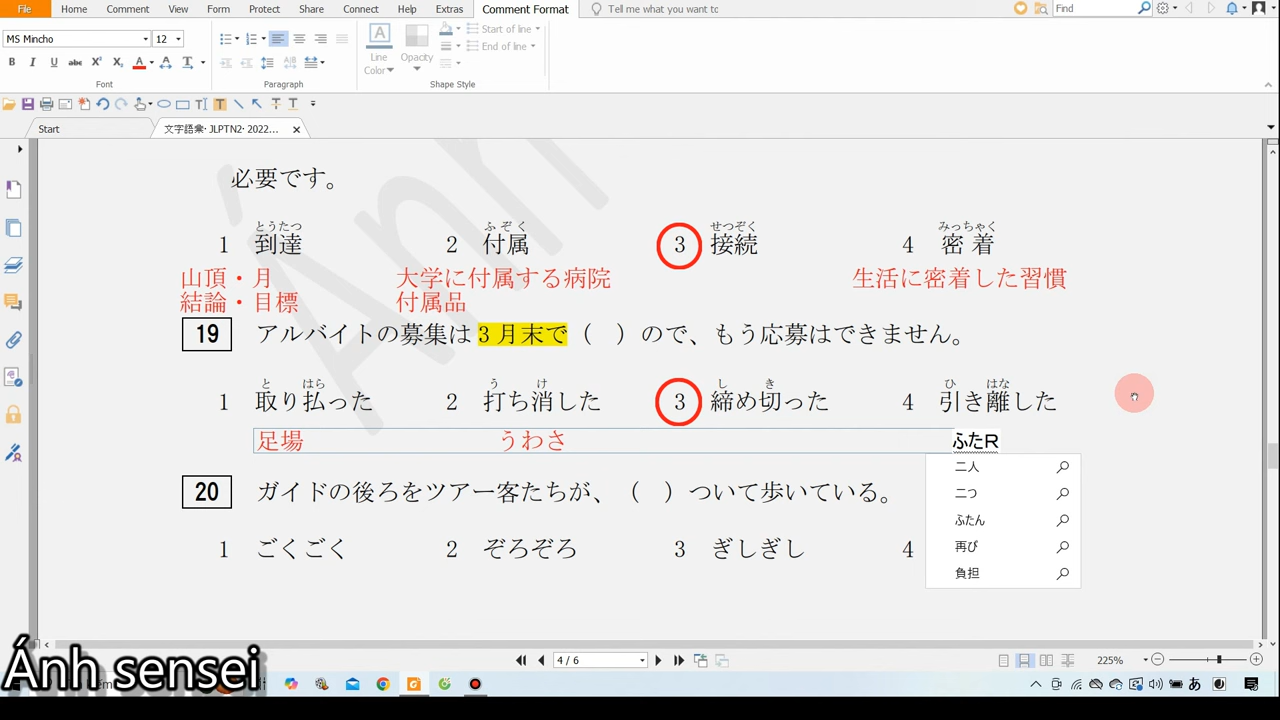 File Home Comment View Form Protect Share Connect Help Extras Comment Format Tell me what you want to Find
MS Mincho 12 Start of line
B I U abc X² X₂ A A T Line Color Opacity End of line
Font Paragraph Shape Style
Start 文字語彙· JLPTN2· 2022...
Ánh
必要です。
とうたつ ふぞく せつぞく みっちゃく
1 到達 2 付属 3 接続 4 密着
山頂・月 大学に付属する病院 生活に密着した習慣
結論・目標 付属品
19 アルバイトの募集は3月末で( )ので、もう応募はできません。
と はら う け し き ひ はな
1 取り払った 2 打ち消した 3 締め切った 4 引き離した
足場 うわさ ふたR
二人
二つ
ふたん
再び
負担
20 ガイドの後ろをツアー客たちが、( )ついて歩いている。
1 ごくごく 2 ぞろぞろ 3 ぎしぎし 4
4 / 6 225%
Ánh sensei あ